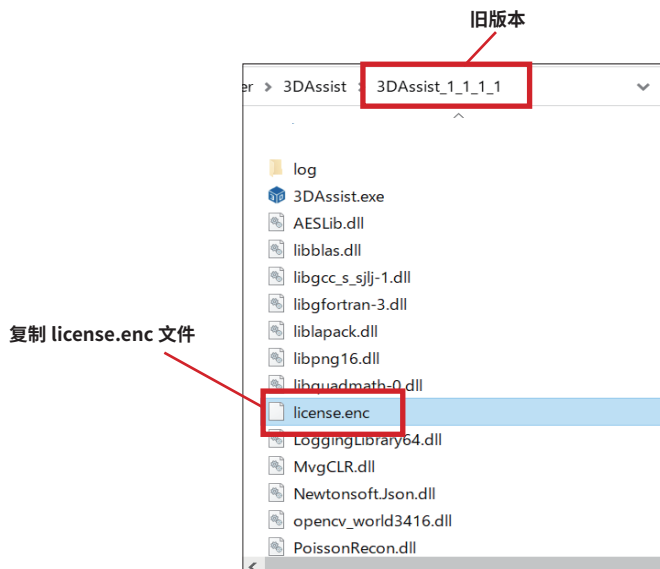 旧版本
er > 3DAssist > 3DAssist_1_1_1_1
log
3DAssist.exe
AESLib.dll
libblas.dll
libgcc_s_sjlj-1.dll
libgfortran-3.dll
liblapack.dll
libpng16.dll
libquadmath-0.dll
复制 license.enc 文件
license.enc
LoggingLibrary64.dll
MvgCLR.dll
Newtonsoft.Json.dll
opencv_world3416.dll
PoissonRecon.dll